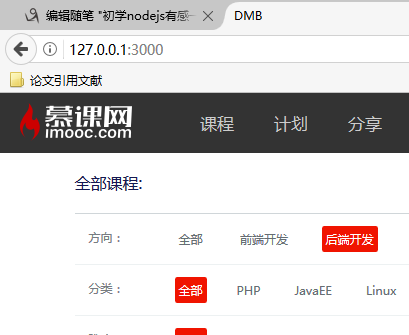 编辑随笔 "初学nodejs有感一
DMB
127.0.0.1:3000
论文引用文献
慕课网
imooc.com
课程 计划 分享
全部课程:
方向： 全部 前端开发 后端开发
分类： 全部 PHP JavaEE Linux